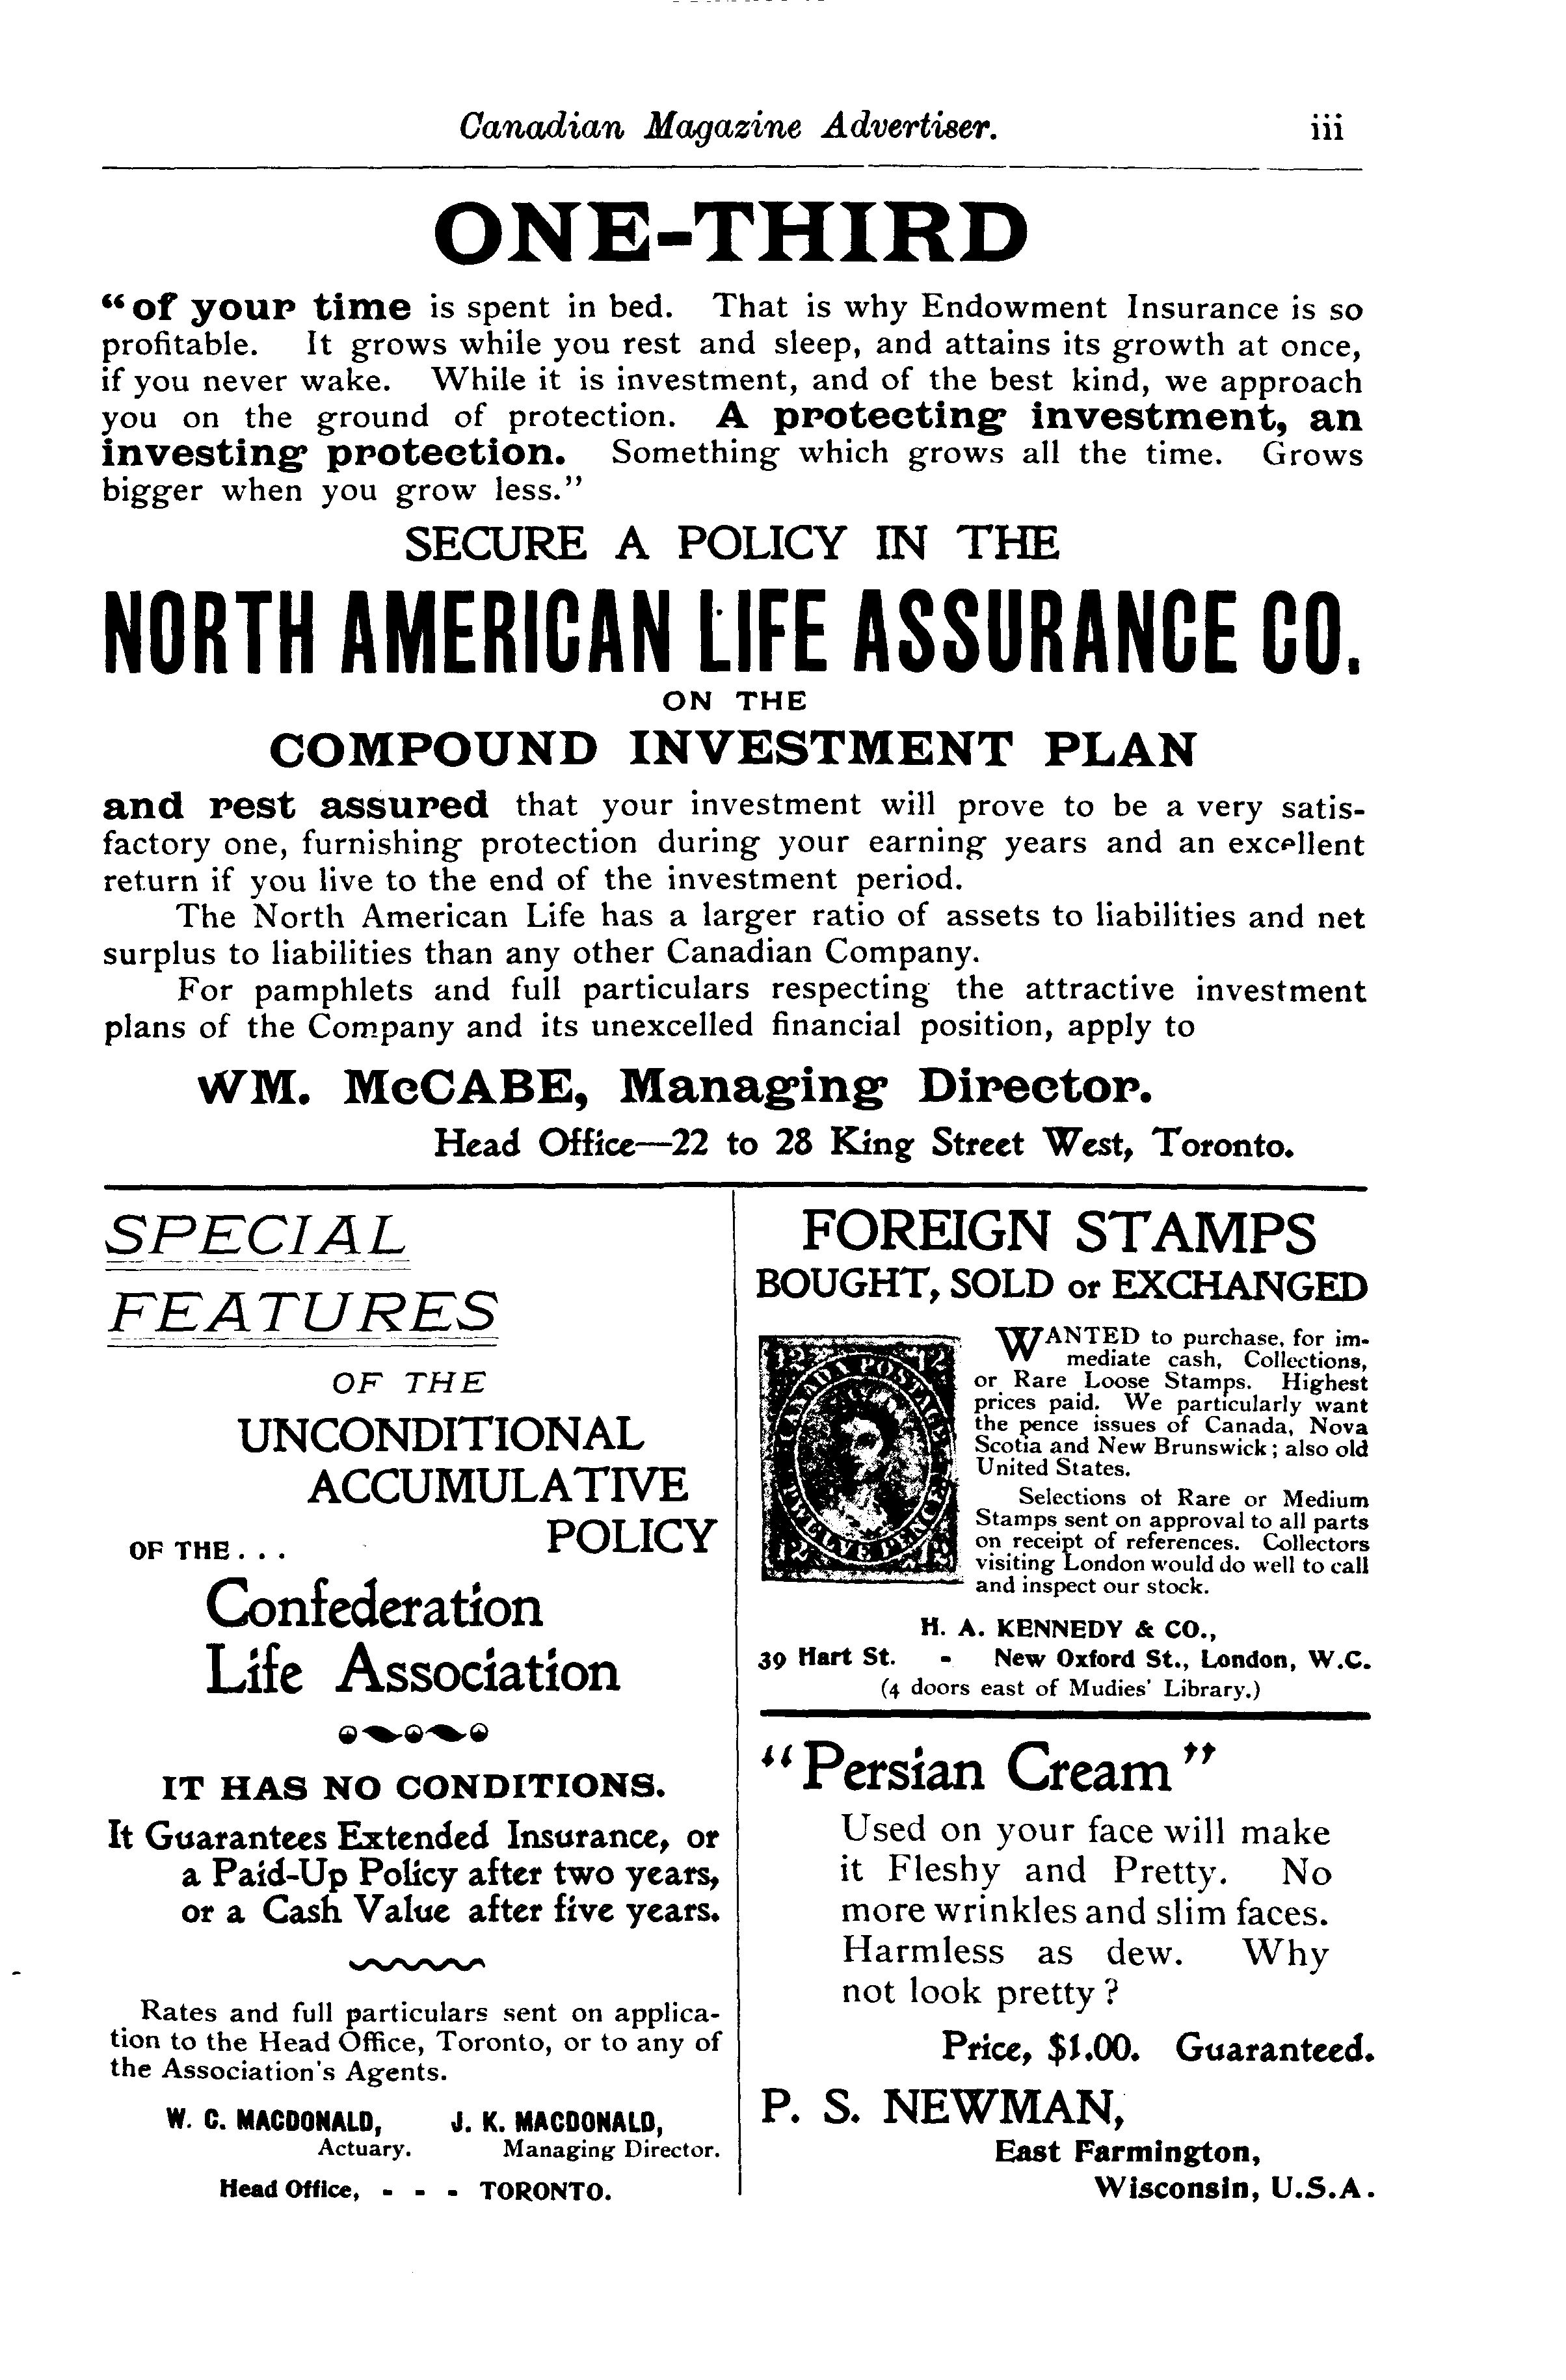 Canadian Magazine Advertiser. iii
ONE-THIRD
“of your time is spent in bed. That is why Endowment Insurance is so
profitable. It grows while you rest and sleep, and attains its growth at once,
if you never wake. While it is investment, and of the best kind, we approach
you on the ground of protection. A protecting investment, an
investing protection. Something which grows all the time. Grows
bigger when you grow less.”
SECURE A POLICY IN THE
NORTH AMERICAN LIFE ASSURANCE CO.
ON THE
COMPOUND INVESTMENT PLAN
and rest assured that your investment will prove to be a very satis-
factory one, furnishing protection during your earning years and an excellent
return if you live to the end of the investment period.
The North American Life has a larger ratio of assets to liabilities and net
surplus to liabilities than any other Canadian Company.
For pamphlets and full particulars respecting the attractive investment
plans of the Company and its unexcelled financial position, apply to
WM. McCABE, Managing Director.
Head Office—22 to 28 King Street West, Toronto.
SPECIAL
FEATURES
OF THE
UNCONDITIONAL
ACCUMULATIVE
POLICY
OF THE...
Confederation
Life Association
IT HAS NO CONDITIONS.
It Guarantees Extended Insurance, or
a Paid-Up Policy after two years,
or a Cash Value after five years.
Rates and full particulars sent on applica-
tion to the Head Office, Toronto, or to any of
the Association's Agents.
W. C. MACDONALD, J. K. MACDONALD,
Actuary. Managing Director.
Head Office, - - - TORONTO.
FOREIGN STAMPS
BOUGHT, SOLD or EXCHANGED
12 12
CANADA POSTAGE
TWELVE PENCE
12 12
WANTED to purchase, for im-
mediate cash, Collections,
or Rare Loose Stamps. Highest
prices paid. We particularly want
the pence issues of Canada, Nova
Scotia and New Brunswick; also old
United States.
Selections of Rare or Medium
Stamps sent on approval to all parts
on receipt of references. Collectors
visiting London would do well to call
and inspect our stock.
H. A. KENNEDY & CO.,
39 Hart St. - New Oxford St., London, W.C.
(4 doors east of Mudies' Library.)
“Persian Cream”
Used on your face will make
it Fleshy and Pretty. No
more wrinkles and slim faces.
Harmless as dew. Why
not look pretty?
Price, $1.00. Guaranteed.
P. S. NEWMAN,
East Farmington,
Wisconsin, U.S.A.